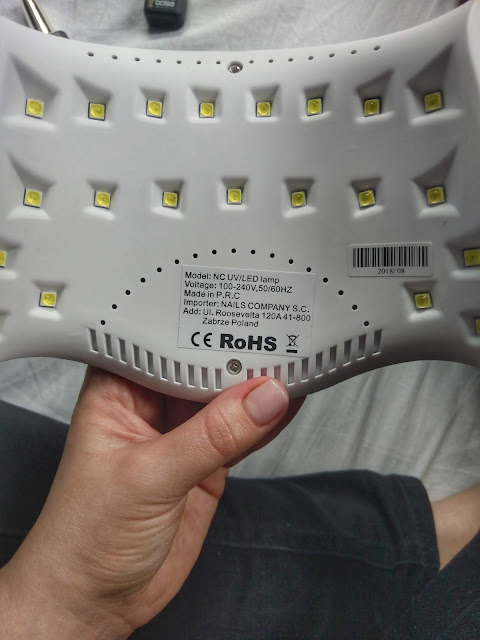 2018/ 08
Model: NC UV/LED lamp
Voltage: 100-240V,50/60HZ
Made in P.R.C
Importer: NAILS COMPANY S.C.
Add: Ul. Roosevelta 120A 41-800
Zabrze Poland
CE RoHS